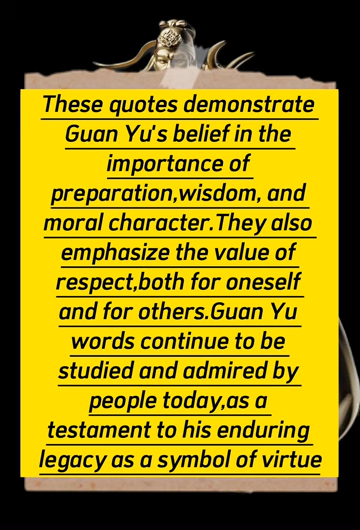 These quotes demonstrate
Guan Yu's belief in the
importance of
preparation,wisdom, and
moral character.They also
emphasize the value of
respect,both for oneself
and for others.Guan Yu
words continue to be
studied and admired by
people today,as a
testament to his enduring
legacy as a symbol of virtue